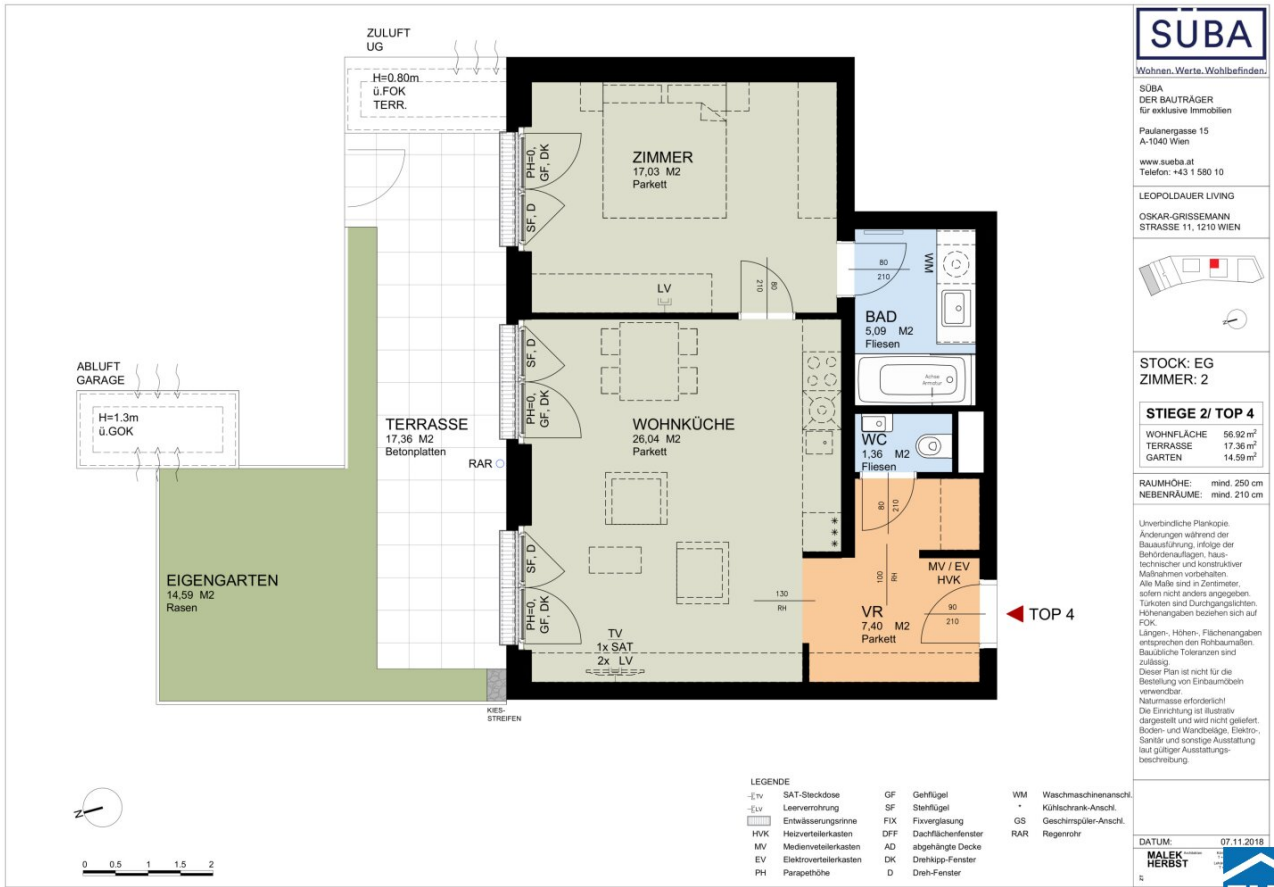 ZULUFT
UG
H=0.80m
ü.FOK
TERR.
PH=0,
GF, DK
SF, D
ZIMMER
17,03 M2
Parkett
LV
80
210
80
210
WM
BAD
5,09 M2
Fliesen
Achse
Armatur
ABLUFT
GARAGE
H=1.3m
ü.GOK
TERRASSE
17,36 M2
Betonplatten
RAR
SF, D
PH=0,
GF, DK
WOHNKÜCHE
26,04 M2
Parkett
WC
1,36 M2
Fliesen
80
210
***
EIGENGARTEN
14,59 M2
Rasen
SF, D
PH=0,
GF, DK
TV
1x SAT
2x LV
130
RH
100
RH
MV / EV
HVK
VR
7,40 M2
Parkett
90
210
TOP 4
KIES-
STREIFEN
N
0 0.5 1 1.5 2
LEGENDE
TV SAT-Steckdose
LV Leerverrohrung
Entwässerungsrinne
HVK Heizverteilerkasten
MV Medienveteilerkasten
EV Elektroverteilerkasten
PH Parapethöhe
GF Gehflügel
SF Stehflügel
FIX Fixverglasung
DFF Dachflächenfenster
AD abgehängte Decke
DK Drehkipp-Fenster
D Dreh-Fenster
WM Waschmaschinenanschl.
* Kühlschrank-Anschl.
GS Geschirrspüler-Anschl.
RAR Regenrohr
SÜBA
Wohnen. Werte. Wohlbefinden.
SÜBA
DER BAUTRÄGER
für exklusive Immobilien
Paulanergasse 15
A-1040 Wien
www.sueba.at
Telefon: +43 1 580 10
LEOPOLDAUER LIVING
OSKAR-GRISSEMANN
STRASSE 11, 1210 WIEN
N
STOCK: EG
ZIMMER: 2
STIEGE 2/ TOP 4
WOHNFLÄCHE 56.92 m²
TERRASSE 17.36 m²
GARTEN 14.59 m²
RAUMHÖHE: mind. 250 cm
NEBENRÄUME: mind. 210 cm
Unverbindliche Plankopie.
Änderungen während der
Bauausführung, infolge der
Behördenauflagen, haus-
technischer und konstruktiver
Maßnahmen vorbehalten.
Alle Maße sind in Zentimeter,
sofern nicht anders angegeben.
Türkoten sind Durchgangslichten.
Höhenangaben beziehen sich auf
FOK.
Längen-, Höhen-, Flächenangaben
entsprechen den Rohbaumaßen.
Bauübliche Toleranzen sind
zulässig.
Dieser Plan ist nicht für die
Bestellung von Einbaumöbeln
verwendbar.
Naturmasse erforderlich!
Die Einrichtung ist illustrativ
dargestellt und wird nicht geliefert.
Boden- und Wandbeläge, Elektro-,
Sanitär und sonstige Ausstattung
laut gültiger Ausstattungs-
beschreibung.
DATUM: 07.11.2018
MALEK
HERBST